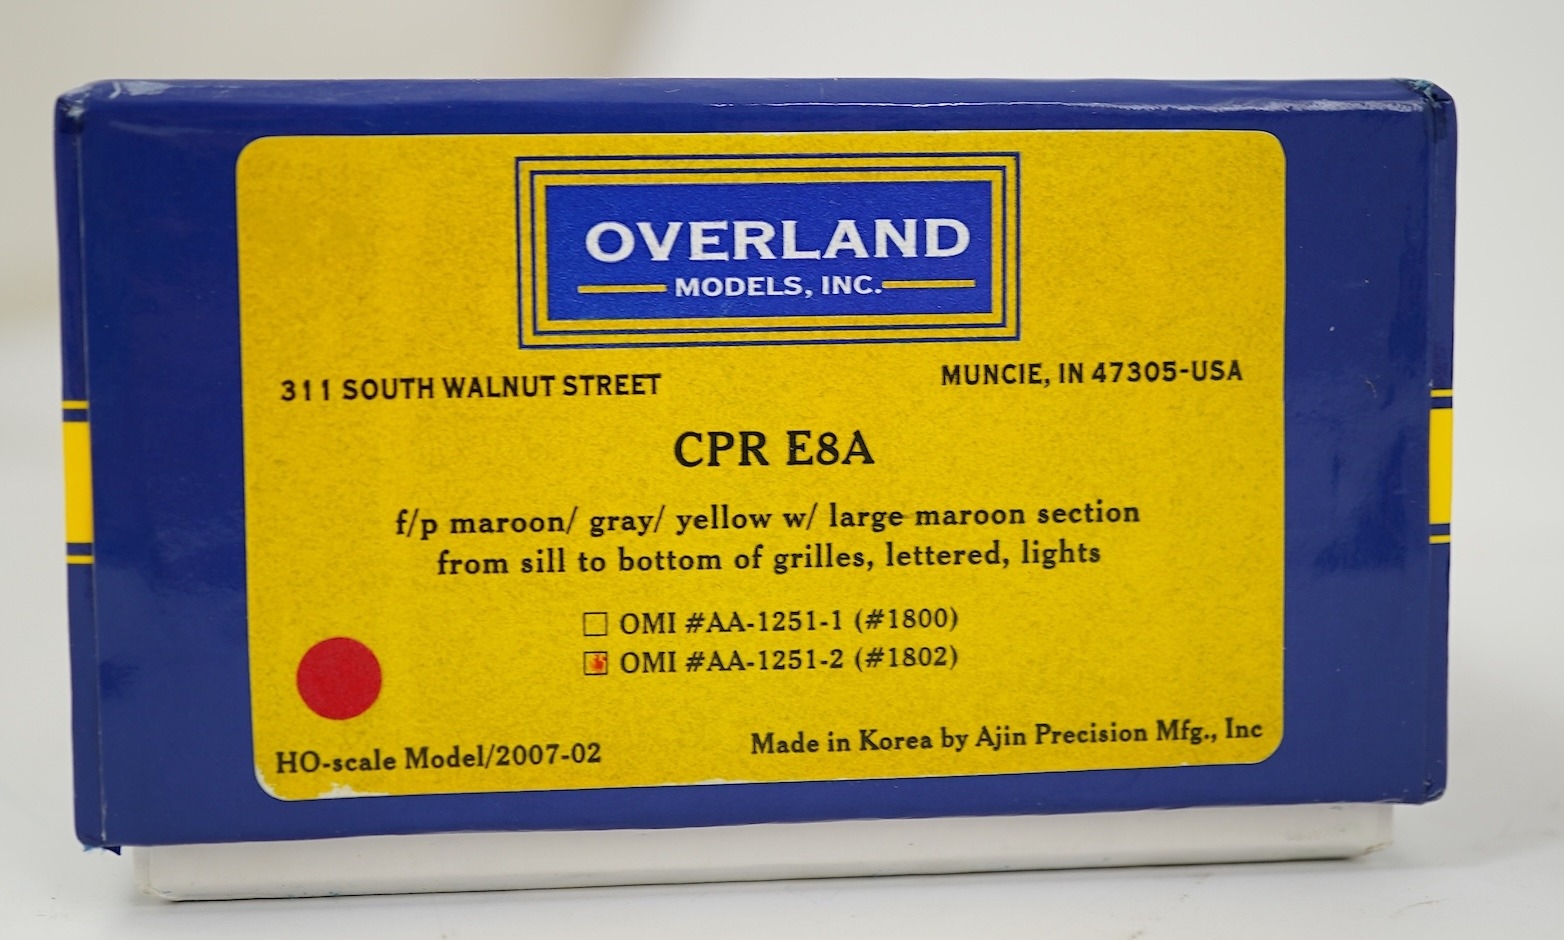 OVERLAND
MODELS, INC.
311 SOUTH WALNUT STREET
MUNCIE, IN 47305-USA
CPR E8A
f/p maroon/ gray/ yellow w/ large maroon section
from sill to bottom of grilles, lettered, lights
OMI #AA-1251-1 (#1800)
OMI #AA-1251-2 (#1802)
HO-scale Model/2007-02
Made in Korea by Ajin Precision Mfg., Inc